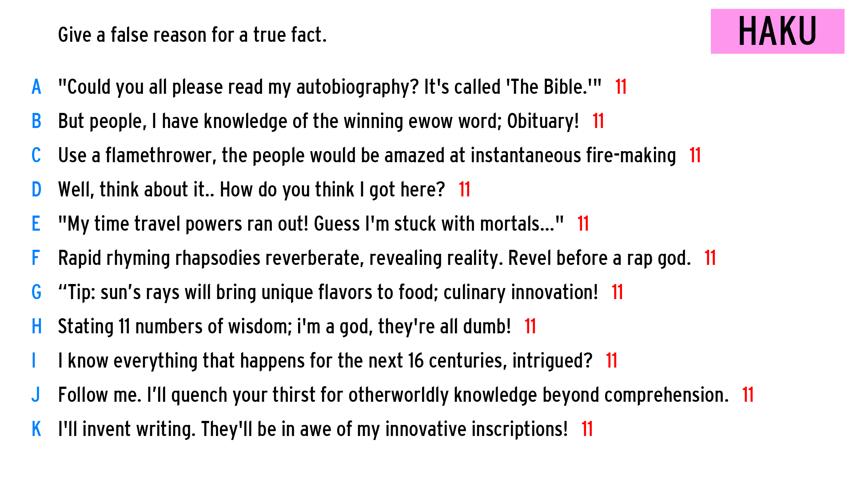 Give a false reason for a true fact.
HAKU
A "Could you all please read my autobiography? It's called 'The Bible.'" 11
B But people, I have knowledge of the winning ewow word; Obituary! 11
C Use a flamethrower, the people would be amazed at instantaneous fire-making 11
D Well, think about it.. How do you think I got here? 11
E "My time travel powers ran out! Guess I'm stuck with mortals..." 11
F Rapid rhyming rhapsodies reverberate, revealing reality. Revel before a rap god. 11
G “Tip: sun’s rays will bring unique flavors to food; culinary innovation! 11
H Stating 11 numbers of wisdom; i'm a god, they're all dumb! 11
I I know everything that happens for the next 16 centuries, intrigued? 11
J Follow me. I’ll quench your thirst for otherworldly knowledge beyond comprehension. 11
K I'll invent writing. They'll be in awe of my innovative inscriptions! 11